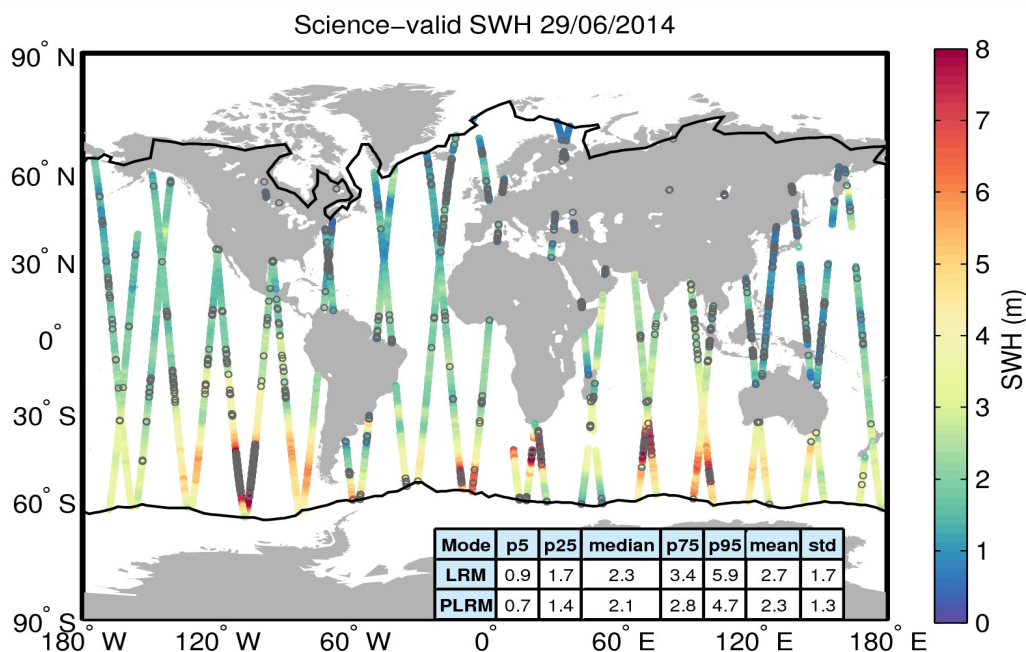 Science−valid SWH 29/06/2014
90° N
60° N
30° N
0°
30° S
60° S
90° S
180° W
120° W
60° W
0°
60° E
120° E
180° E
Mode p5 p25 median p75 p95 mean std
LRM 0.9 1.7 2.3 3.4 5.9 2.7 1.7
PLRM 0.7 1.4 2.1 2.8 4.7 2.3 1.3
8
7
6
5
4
3
2
1
0
SWH (m)